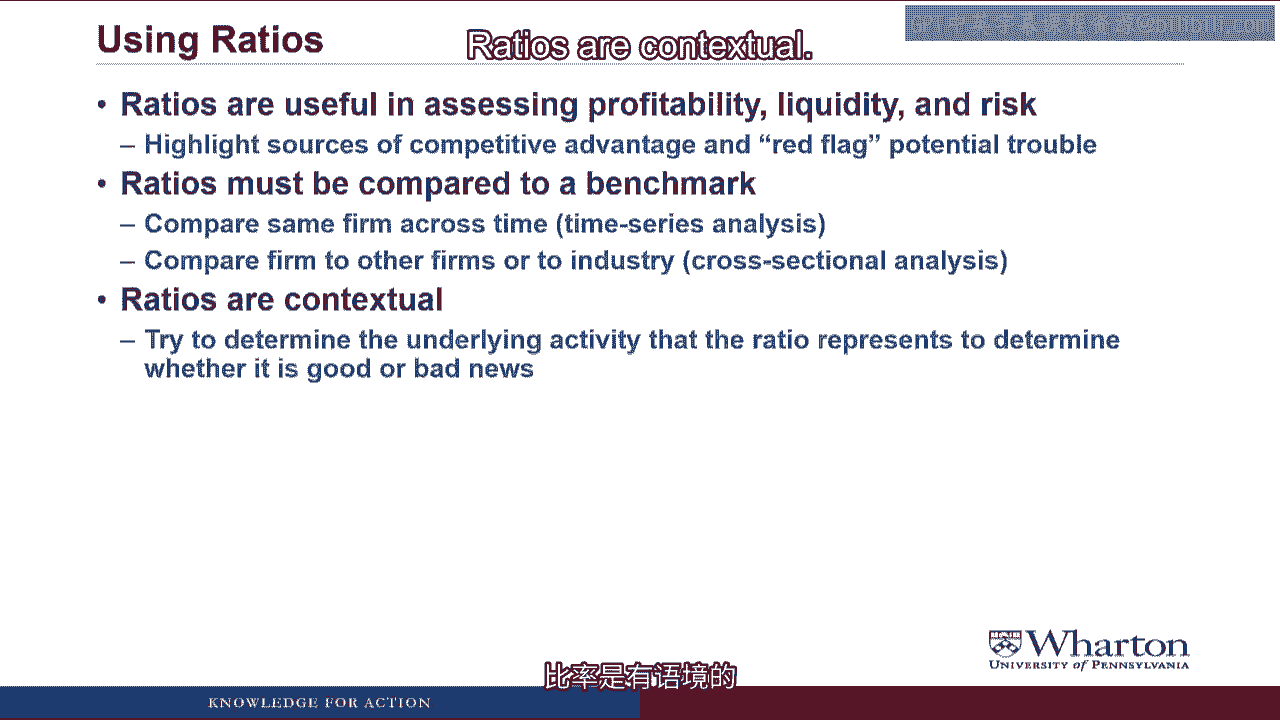 Using Ratios
Ratios are contextual.
• Ratios are useful in assessing profitability, liquidity, and risk
– Highlight sources of competitive advantage and “red flag” potential trouble
• Ratios must be compared to a benchmark
– Compare same firm across time (time-series analysis)
– Compare firm to other firms or to industry (cross-sectional analysis)
• Ratios are contextual
– Try to determine the underlying activity that the ratio represents to determine
whether it is good or bad news
Wharton
UNIVERSITY of PENNSYLVANIA
比率是有语境的
KNOWLEDGE FOR ACTION